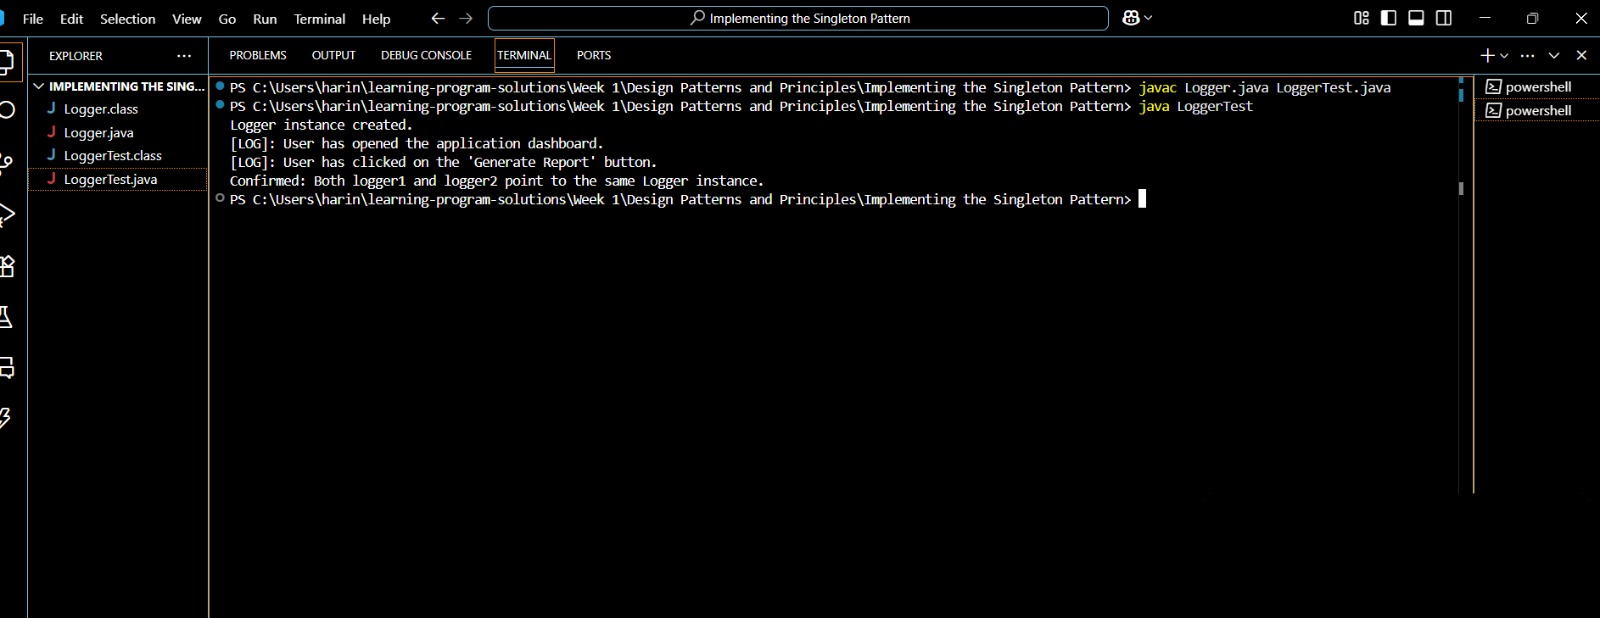 File Edit Selection View Go Run Terminal Help
Implementing the Singleton Pattern
EXPLORER
IMPLEMENTING THE SING...
Logger.class
Logger.java
LoggerTest.class
LoggerTest.java
PROBLEMS OUTPUT DEBUG CONSOLE TERMINAL PORTS
PS C:\Users\harin\learning-program-solutions\Week 1\Design Patterns and Principles\Implementing the Singleton Pattern> javac Logger.java LoggerTest.java
PS C:\Users\harin\learning-program-solutions\Week 1\Design Patterns and Principles\Implementing the Singleton Pattern> java LoggerTest
Logger instance created.
[LOG]: User has opened the application dashboard.
[LOG]: User has clicked on the 'Generate Report' button.
Confirmed: Both logger1 and logger2 point to the same Logger instance.
PS C:\Users\harin\learning-program-solutions\Week 1\Design Patterns and Principles\Implementing the Singleton Pattern>
powershell
powershell